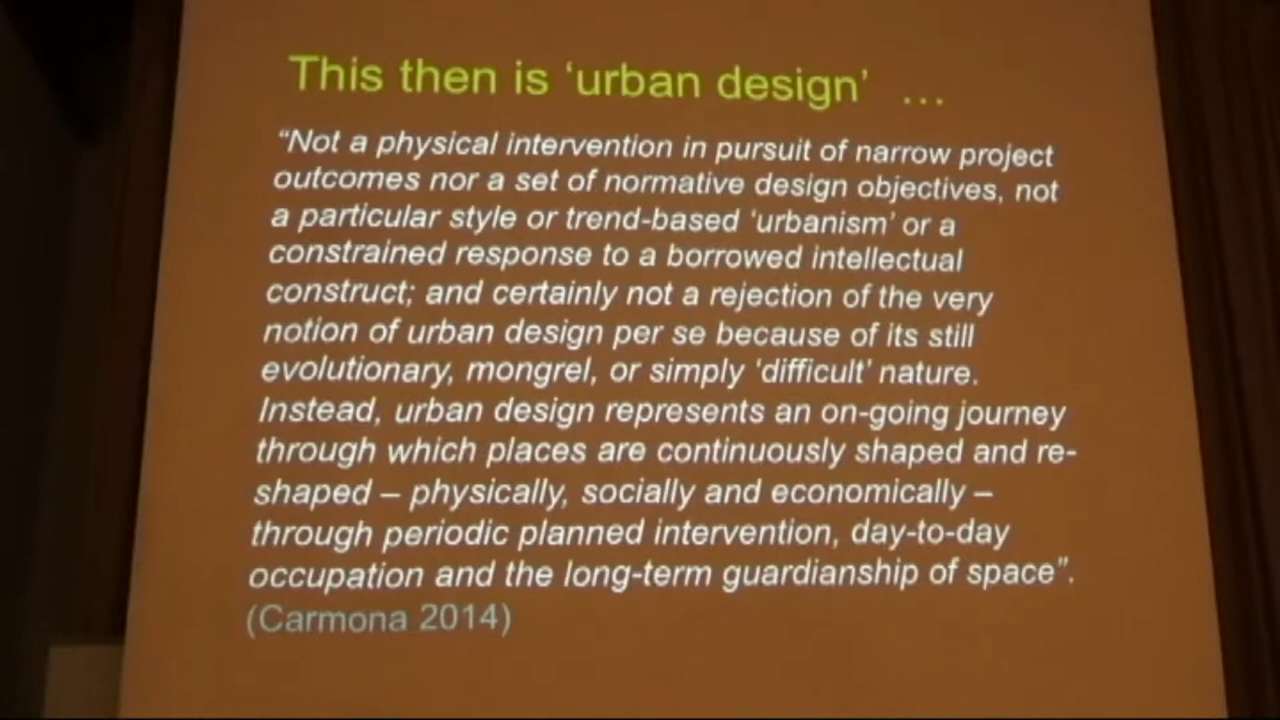 This then is ‘urban design’ …
“Not a physical intervention in pursuit of narrow project
outcomes nor a set of normative design objectives, not
a particular style or trend-based ‘urbanism’ or a
constrained response to a borrowed intellectual
construct; and certainly not a rejection of the very
notion of urban design per se because of its still
evolutionary, mongrel, or simply ‘difficult’ nature.
Instead, urban design represents an on-going journey
through which places are continuously shaped and re-
shaped – physically, socially and economically –
through periodic planned intervention, day-to-day
occupation and the long-term guardianship of space”.
(Carmona 2014)